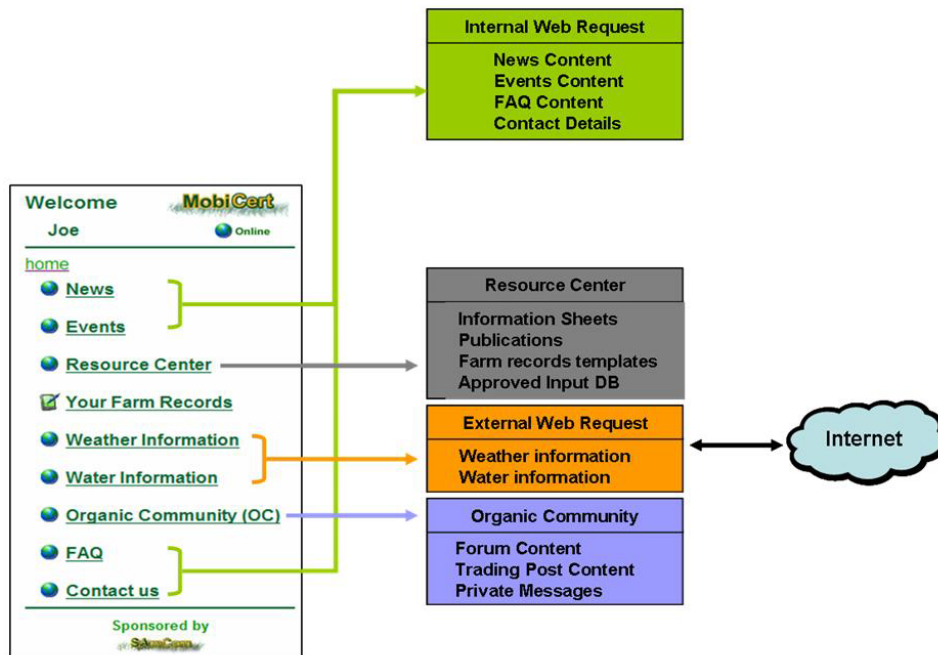 Internal Web Request
News Content
Events Content
FAQ Content
Contact Details
Welcome
MobiCert
Joe
Online
home
News
Events
Resource Center
Your Farm Records
Weather Information
Water Information
Organic Community (OC)
FAQ
Contact us
Sponsored by
Resource Center
Information Sheets
Publications
Farm records templates
Approved Input DB
External Web Request
Weather information
Water information
Internet
Organic Community
Forum Content
Trading Post Content
Private Messages